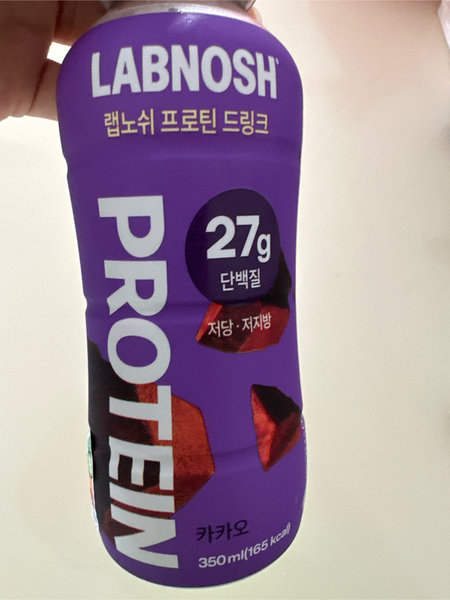 LABNOSH
랩노쉬 프로틴 드링크
PROTEIN
27g
단백질
저당·저지방
카카오
350ml(165 kcal)